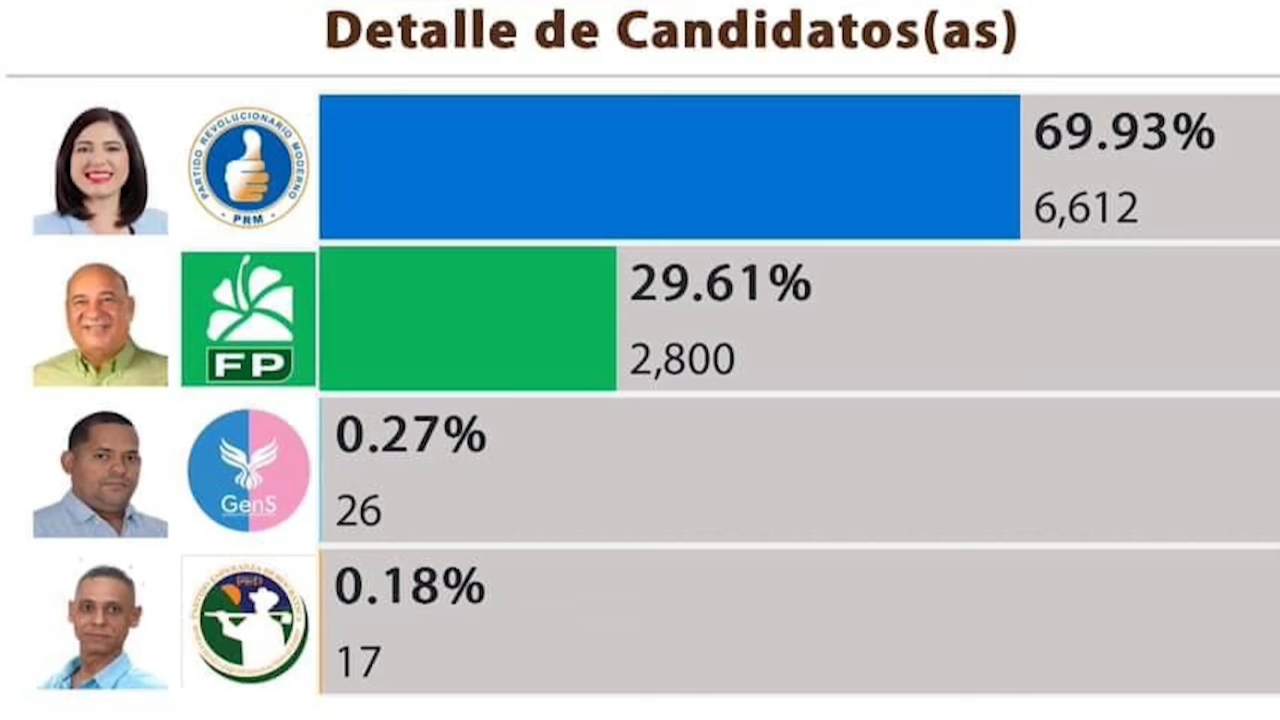 Detalle de Candidatos(as)
PARTIDO REVOLUCIONARIO MODERNO
PRM
69.93%
6,612
FP
29.61%
2,800
GenS
0.27%
26
0.18%
17